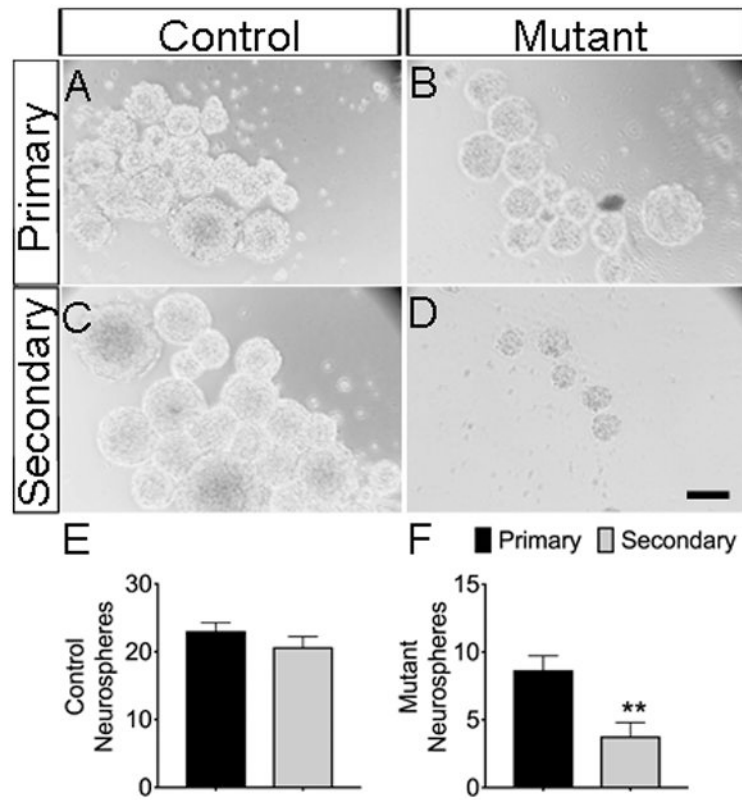 Control Mutant
Primary
A B
Secondary
C D
E F
Primary Secondary
30
20
10
0
Control
Neurospheres
15
10
5
0
Mutant
Neurospheres
**